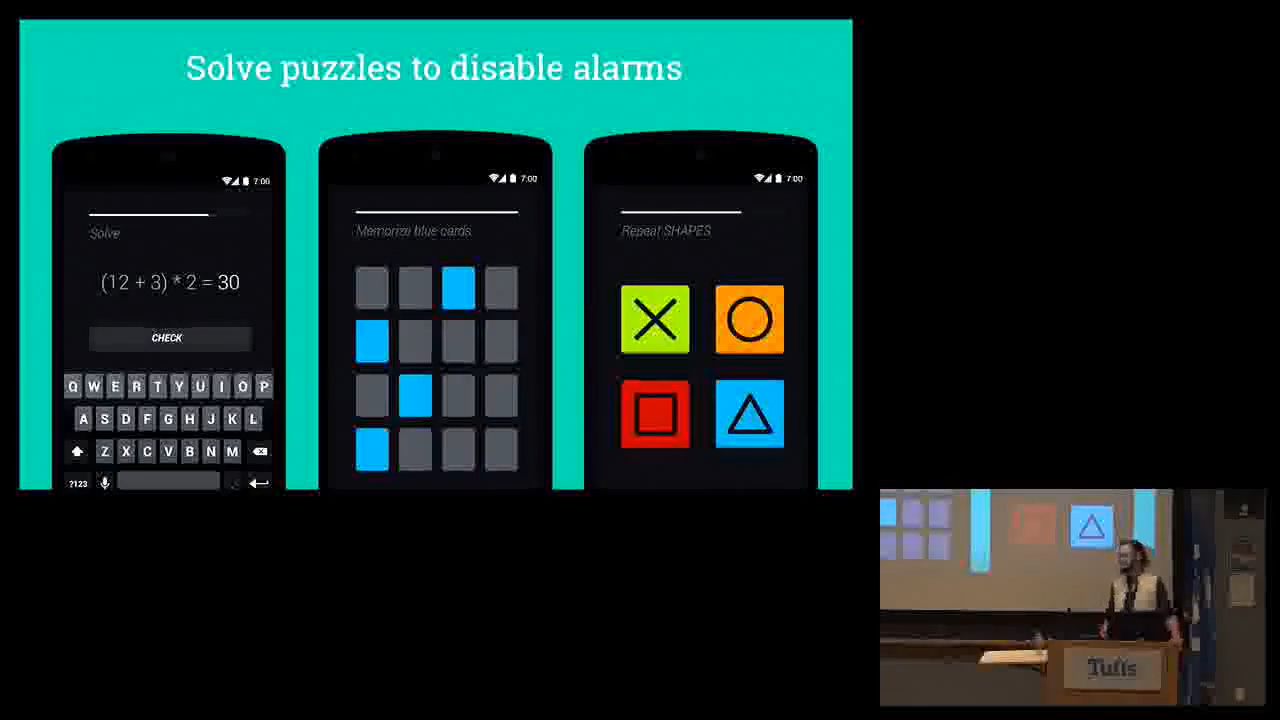 Solve puzzles to disable alarms
7:00
Solve
(12 + 3) * 2 = 30
CHECK
Q W E R T Y U I O P
A S D F G H J K L
Z X C V B N M
?123
7:00
Memorize blue cards
7:00
Repeat SHAPES
Tufts